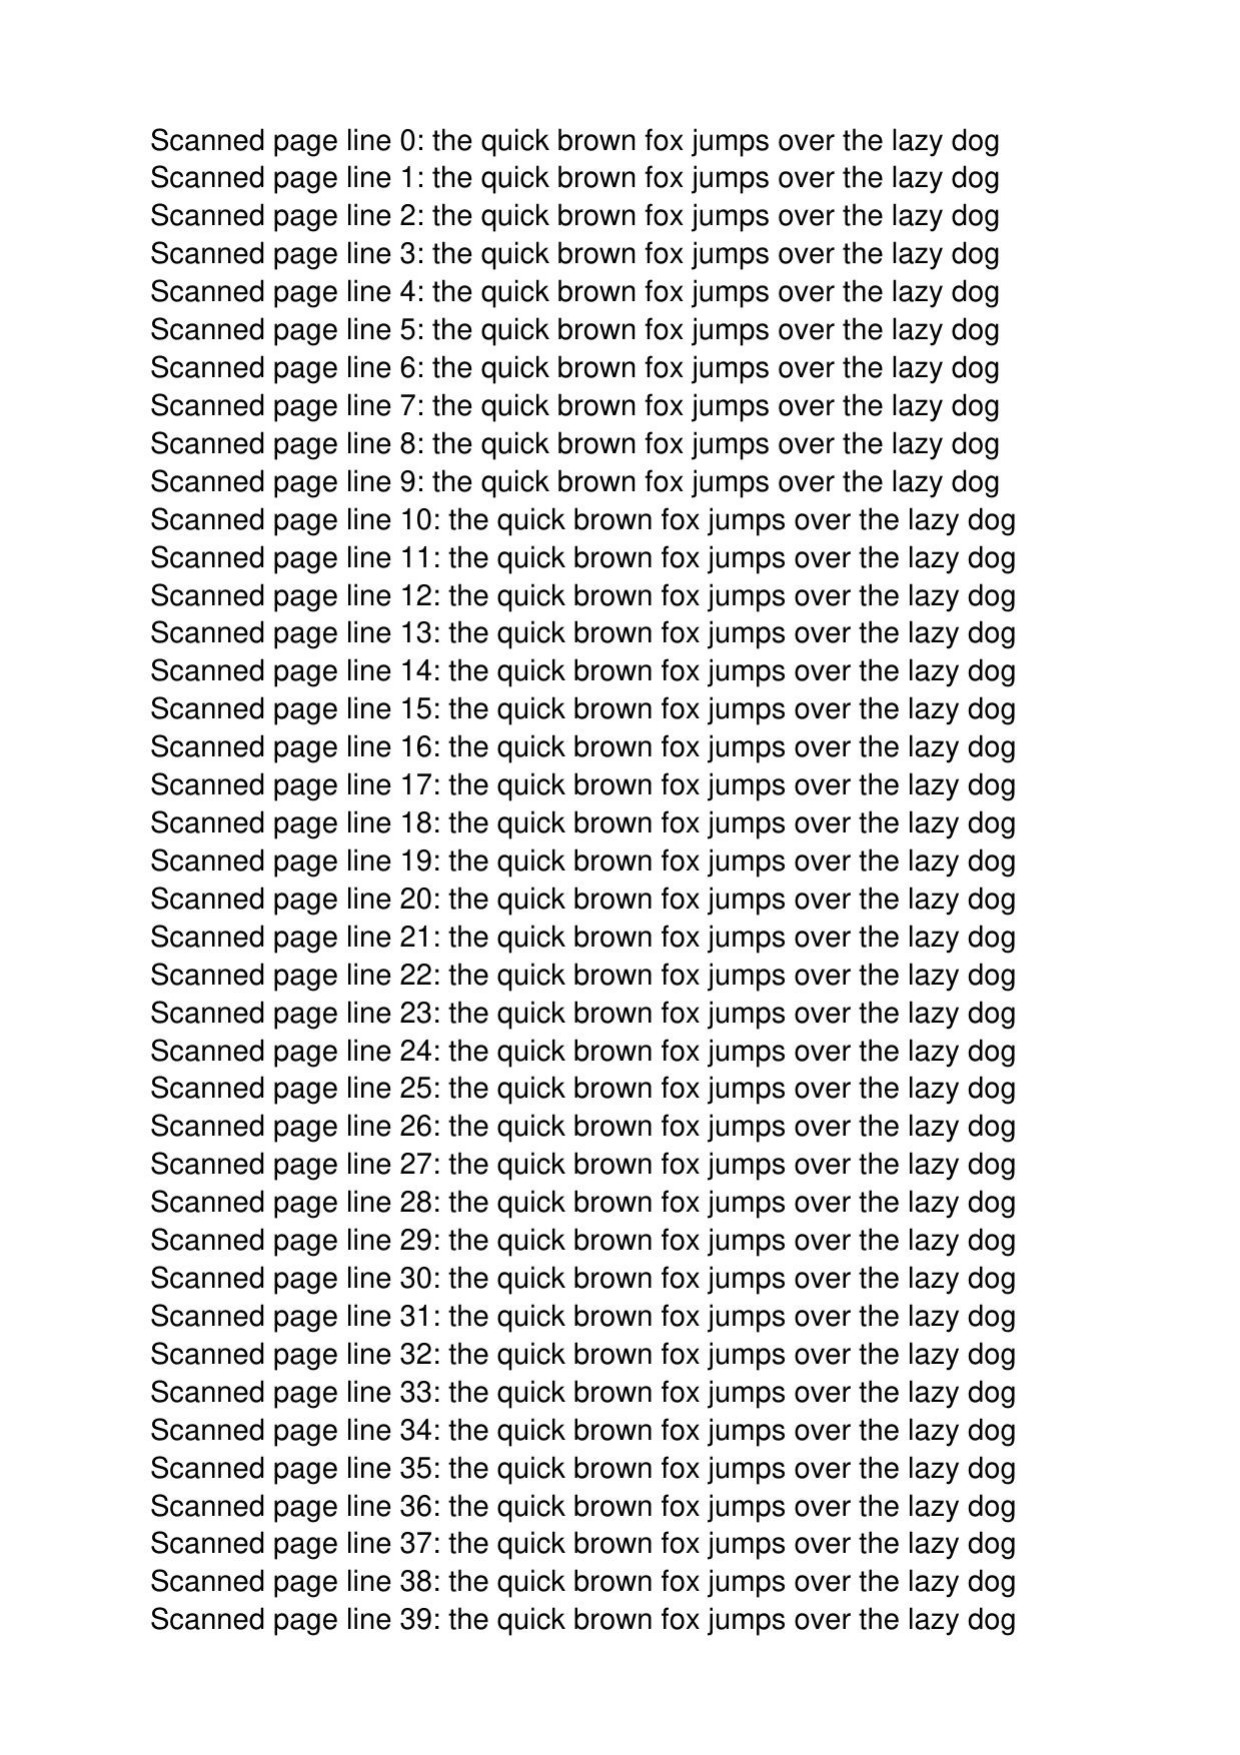 Scanned page line 0: the quick brown fox jumps over the lazy dog
Scanned page line 1: the quick brown fox jumps over the lazy dog
Scanned page line 2: the quick brown fox jumps over the lazy dog
Scanned page line 3: the quick brown fox jumps over the lazy dog
Scanned page line 4: the quick brown fox jumps over the lazy dog
Scanned page line 5: the quick brown fox jumps over the lazy dog
Scanned page line 6: the quick brown fox jumps over the lazy dog
Scanned page line 7: the quick brown fox jumps over the lazy dog
Scanned page line 8: the quick brown fox jumps over the lazy dog
Scanned page line 9: the quick brown fox jumps over the lazy dog
Scanned page line 10: the quick brown fox jumps over the lazy dog
Scanned page line 11: the quick brown fox jumps over the lazy dog
Scanned page line 12: the quick brown fox jumps over the lazy dog
Scanned page line 13: the quick brown fox jumps over the lazy dog
Scanned page line 14: the quick brown fox jumps over the lazy dog
Scanned page line 15: the quick brown fox jumps over the lazy dog
Scanned page line 16: the quick brown fox jumps over the lazy dog
Scanned page line 17: the quick brown fox jumps over the lazy dog
Scanned page line 18: the quick brown fox jumps over the lazy dog
Scanned page line 19: the quick brown fox jumps over the lazy dog
Scanned page line 20: the quick brown fox jumps over the lazy dog
Scanned page line 21: the quick brown fox jumps over the lazy dog
Scanned page line 22: the quick brown fox jumps over the lazy dog
Scanned page line 23: the quick brown fox jumps over the lazy dog
Scanned page line 24: the quick brown fox jumps over the lazy dog
Scanned page line 25: the quick brown fox jumps over the lazy dog
Scanned page line 26: the quick brown fox jumps over the lazy dog
Scanned page line 27: the quick brown fox jumps over the lazy dog
Scanned page line 28: the quick brown fox jumps over the lazy dog
Scanned page line 29: the quick brown fox jumps over the lazy dog
Scanned page line 30: the quick brown fox jumps over the lazy dog
Scanned page line 31: the quick brown fox jumps over the lazy dog
Scanned page line 32: the quick brown fox jumps over the lazy dog
Scanned page line 33: the quick brown fox jumps over the lazy dog
Scanned page line 34: the quick brown fox jumps over the lazy dog
Scanned page line 35: the quick brown fox jumps over the lazy dog
Scanned page line 36: the quick brown fox jumps over the lazy dog
Scanned page line 37: the quick brown fox jumps over the lazy dog
Scanned page line 38: the quick brown fox jumps over the lazy dog
Scanned page line 39: the quick brown fox jumps over the lazy dog